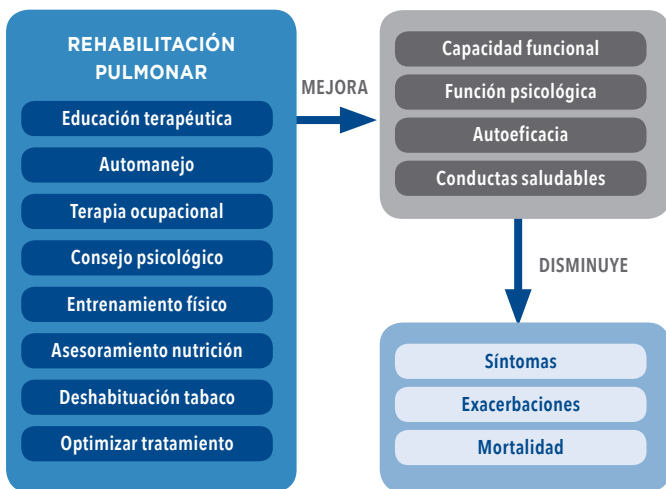 REHABILITACIÓN
PULMONAR
Educación terapéutica
Automanejo
Terapia ocupacional
Consejo psicológico
Entrenamiento físico
Asesoramiento nutrición
Deshabituación tabaco
Optimizar tratamiento
MEJORA
Capacidad funcional
Función psicológica
Autoeficacia
Conductas saludables
DISMINUYE
Síntomas
Exacerbaciones
Mortalidad